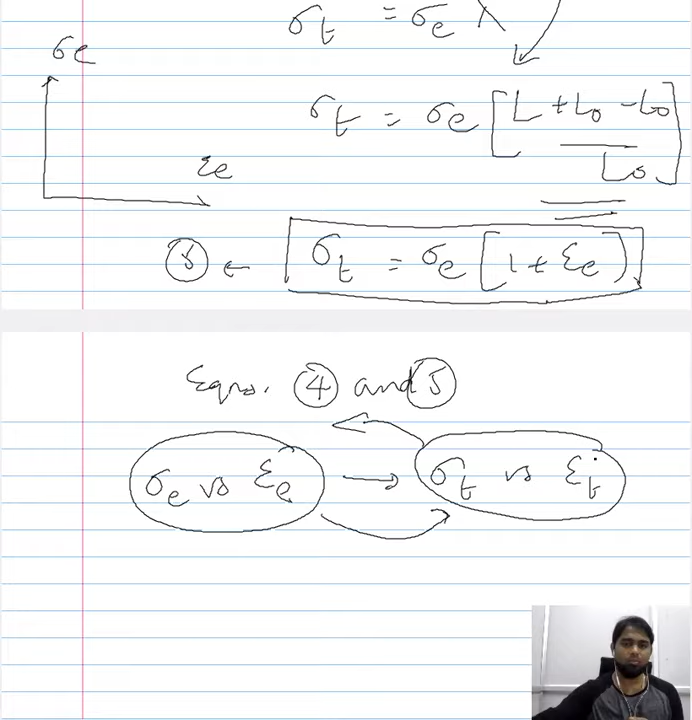 σt = σe λ
σe
σt = σe [L + L₀ - L₀ / L₀]
εe
⑤ ← σt = σe [1 + εe)
Eqns. ④ and ⑤
σe vs εe → σt vs εt